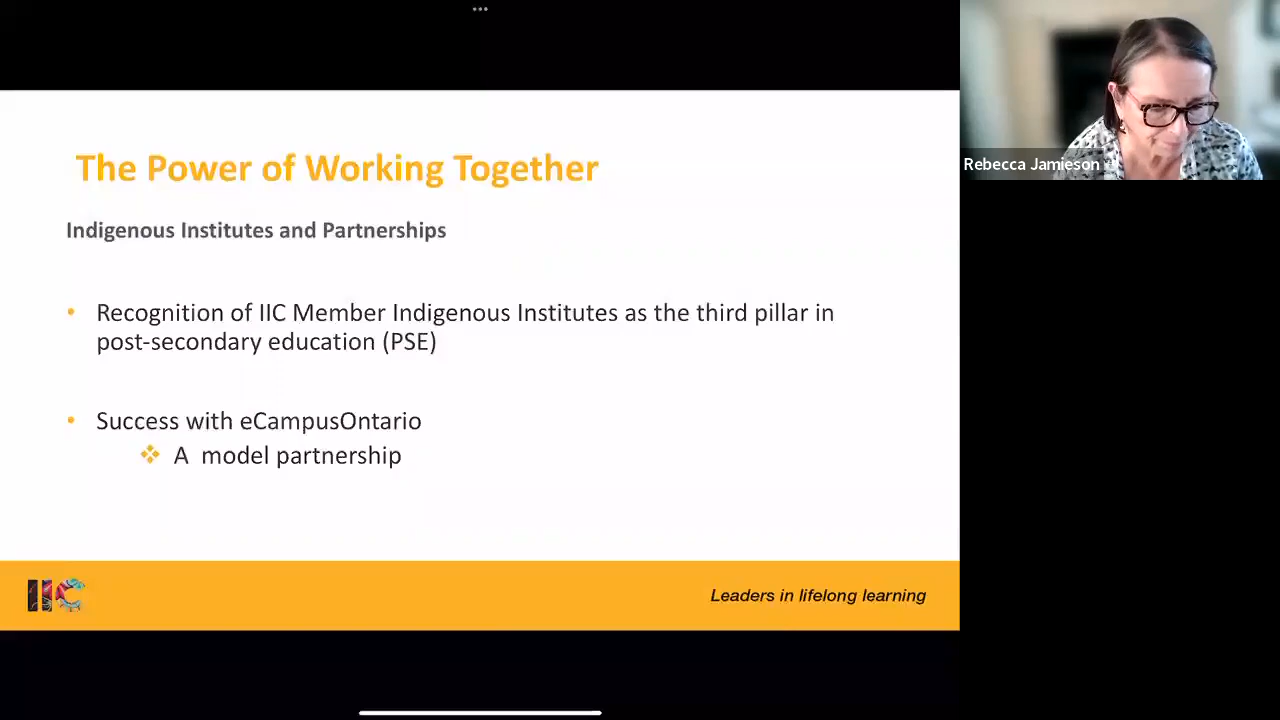 The Power of Working Together
Indigenous Institutes and Partnerships
• Recognition of IIC Member Indigenous Institutes as the third pillar in
post-secondary education (PSE)
• Success with eCampusOntario
❖ A model partnership
IIC
Leaders in lifelong learning
Rebecca Jamieson